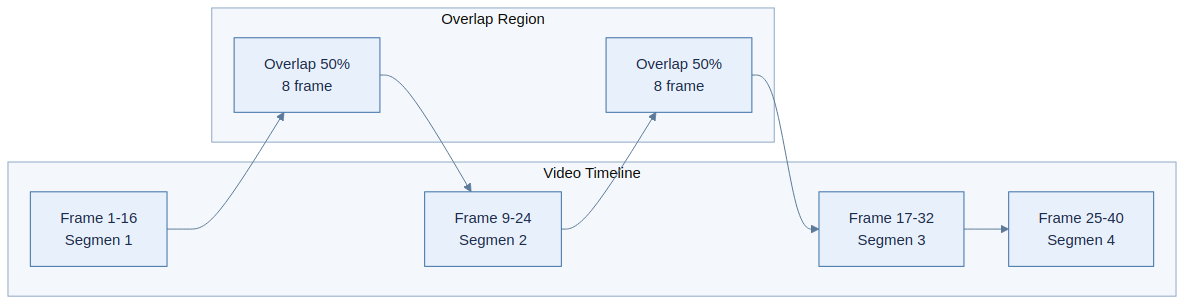 Overlap Region
Overlap 50%
8 frame
Overlap 50%
8 frame
Video Timeline
Frame 1-16
Segmen 1
Frame 9-24
Segmen 2
Frame 17-32
Segmen 3
Frame 25-40
Segmen 4